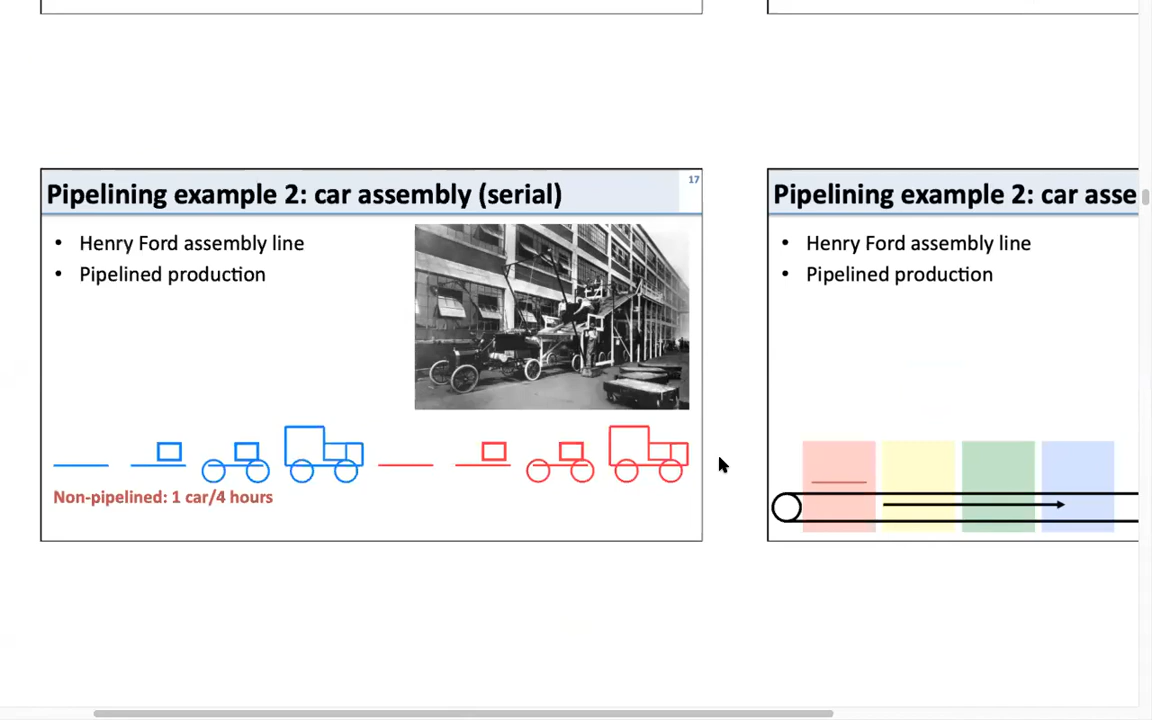 Pipelining example 2: car assembly (serial)
17
• Henry Ford assembly line
• Pipelined production
Non-pipelined: 1 car/4 hours
Pipelining example 2: car asse
• Henry Ford assembly line
• Pipelined production